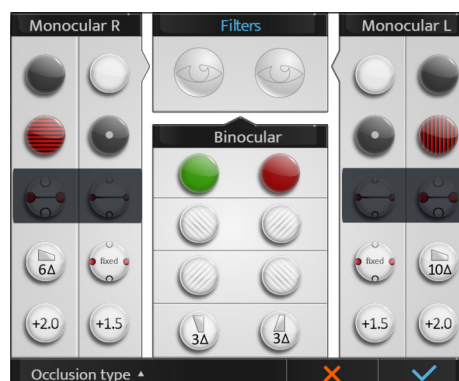 Monocular R
Filters
Monocular L
Binocular
6Δ
fixed
fixed
10Δ
+2.0
+1.5
3Δ
3Δ
+1.5
+2.0
Occlusion type